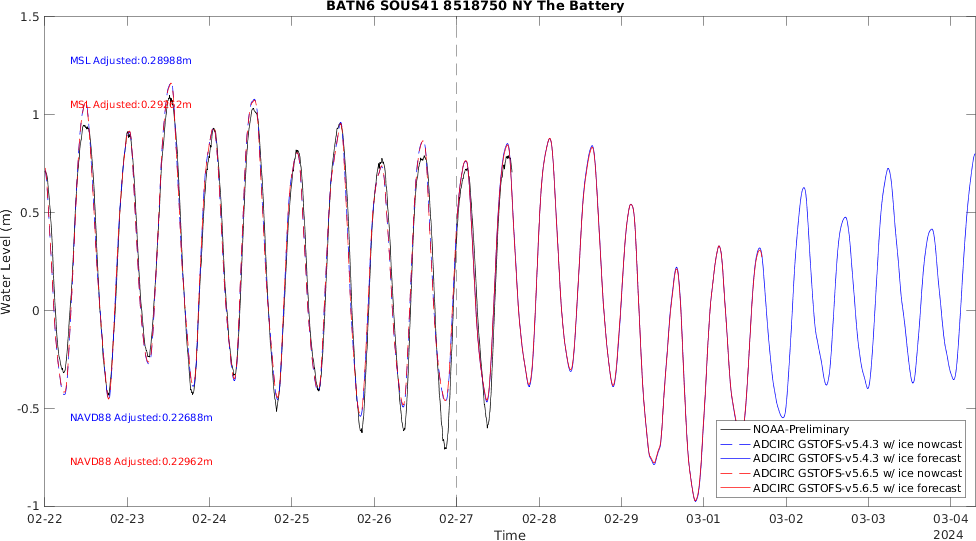 BATN6 SOUS41 8518750 NY The Battery
1.5
1
0.5
0
-0.5
-1
Water Level (m)
MSL Adjusted:0.28988m
MSL Adjusted:0.29262m
NAVD88 Adjusted:0.22688m
NAVD88 Adjusted:0.22962m
NOAA-Preliminary
ADCIRC GSTOFS-v5.4.3 w/ ice nowcast
ADCIRC GSTOFS-v5.4.3 w/ ice forecast
ADCIRC GSTOFS-v5.6.5 w/ ice nowcast
ADCIRC GSTOFS-v5.6.5 w/ ice forecast
02-22 02-23 02-24 02-25 02-26 02-27 02-28 02-29 03-01 03-02 03-03 03-04
Time
2024